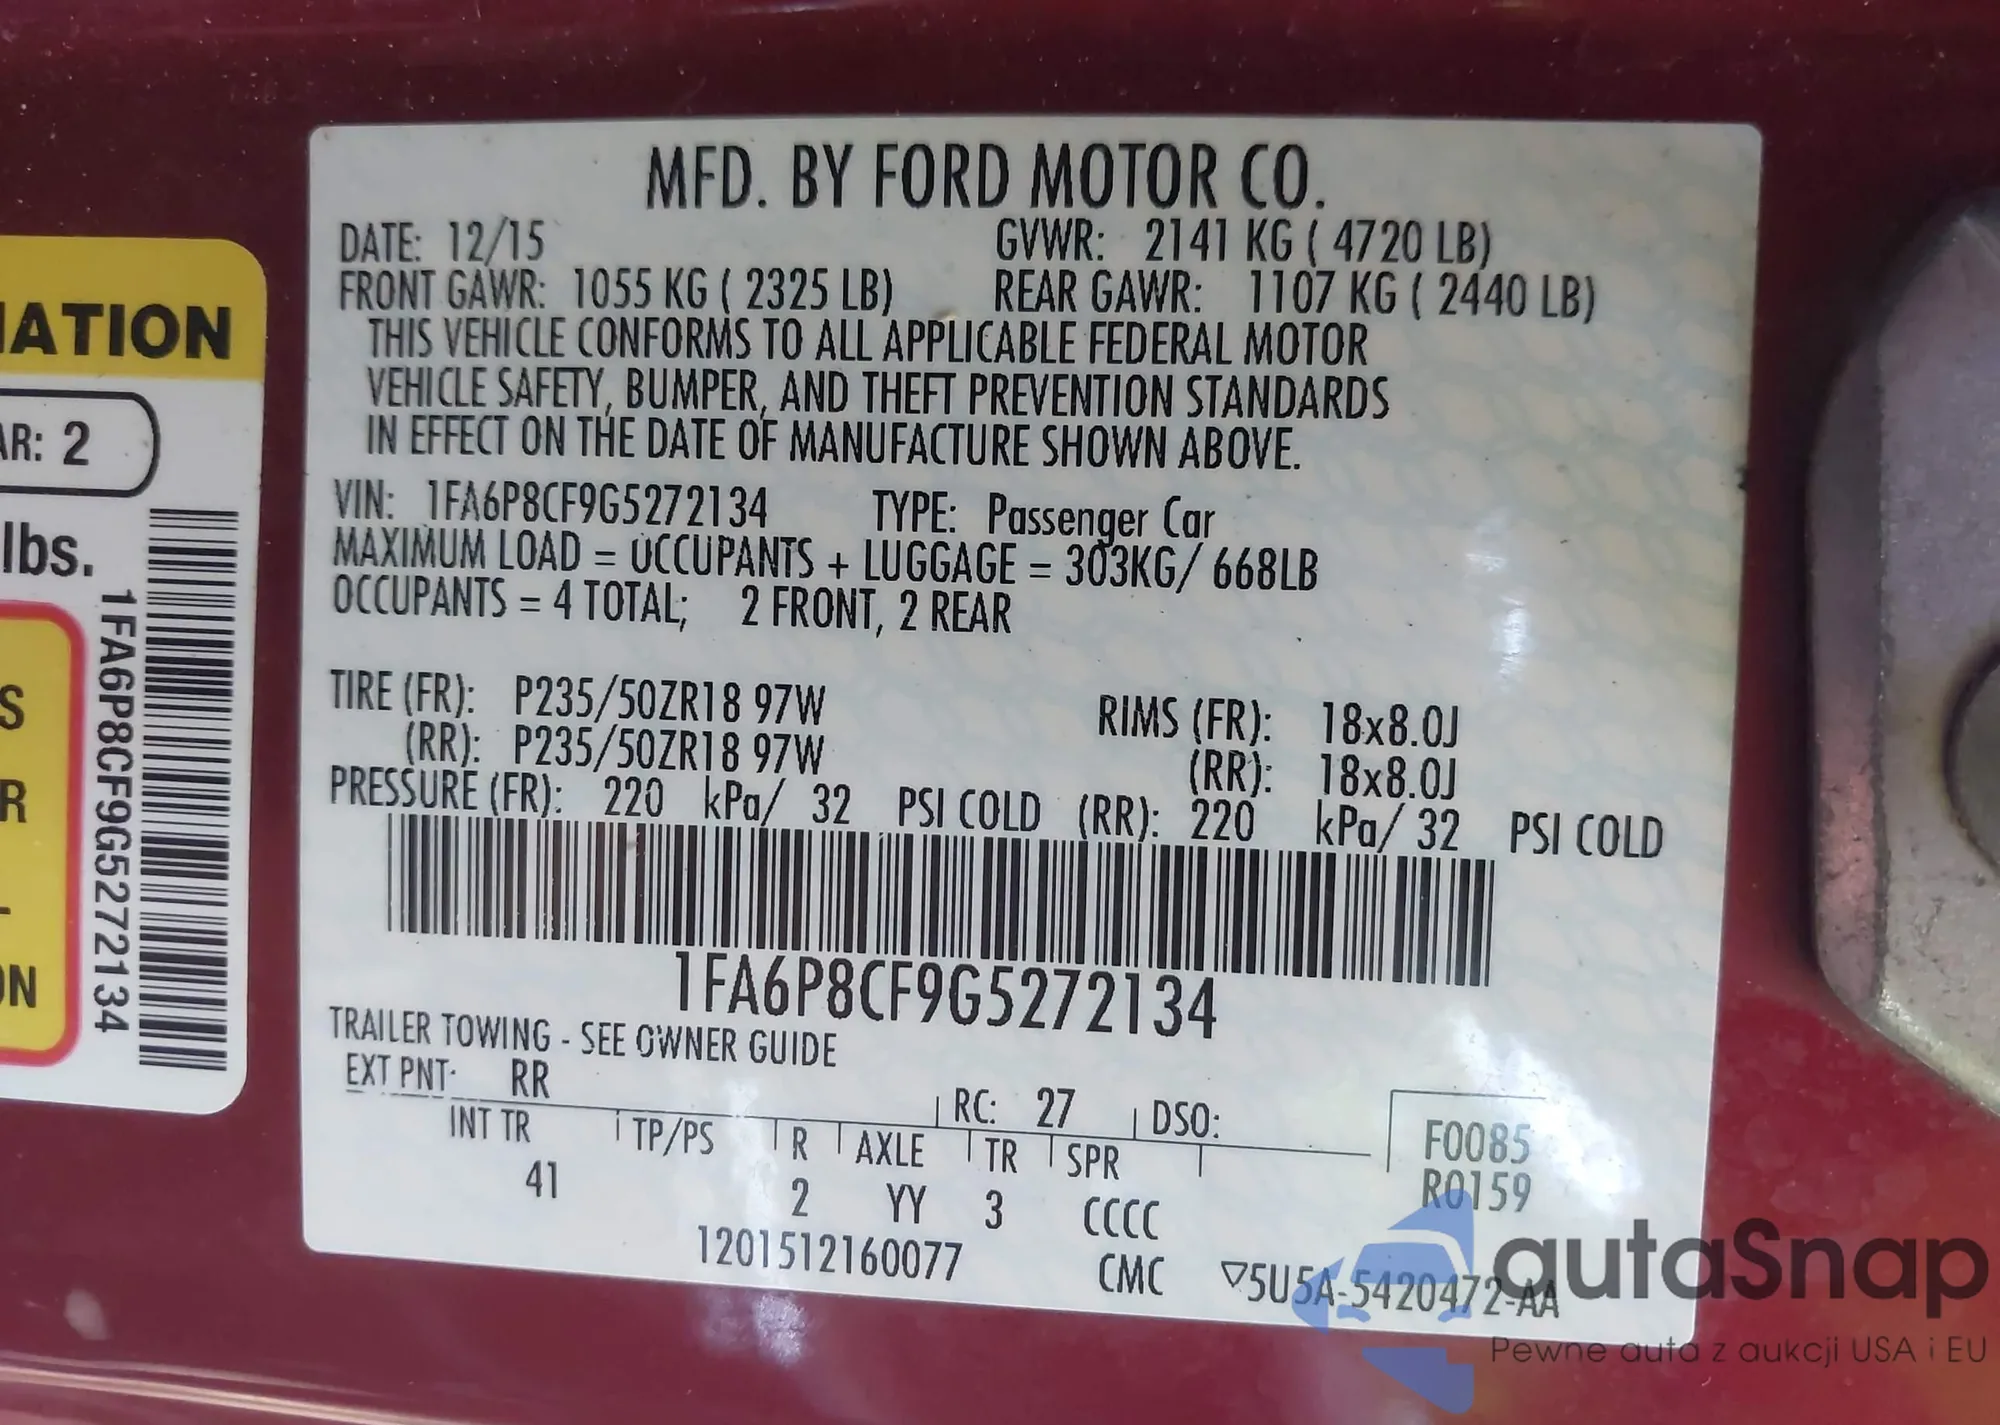 MFD. BY FORD MOTOR CO.
DATE: 12/15 GVWR: 2141 KG ( 4720 LB)
FRONT GAWR: 1055 KG ( 2325 LB) REAR GAWR: 1107 KG ( 2440 LB)
THIS VEHICLE CONFORMS TO ALL APPLICABLE FEDERAL MOTOR
VEHICLE SAFETY, BUMPER, AND THEFT PREVENTION STANDARDS
IN EFFECT ON THE DATE OF MANUFACTURE SHOWN ABOVE.
VIN: 1FA6P8CF9G5272134 TYPE: Passenger Car
MAXIMUM LOAD = OCCUPANTS + LUGGAGE = 303KG/ 668LB
OCCUPANTS = 4 TOTAL; 2 FRONT, 2 REAR
TIRE (FR): P235/50ZR18 97W RIMS (FR): 18x8.0J
(RR): P235/50ZR18 97W (RR): 18x8.0J
PRESSURE (FR): 220 kPa/ 32 PSI COLD (RR): 220 kPa/ 32 PSI COLD
1FA6P8CF9G5272134
TRAILER TOWING - SEE OWNER GUIDE
EXT PNT: RR RC: 27 DSO: F0085
INT TR TP/PS R AXLE TR SPR R0159
41 2 YY 3 CCCC
1201512160077 CMC ▽5U5A-5420472-AA
IATION
AR: 2
lbs.
1FA6P8CF9G5272134
S
R
L
ON
autaSnap
Pewne auta z aukcji USA i EU